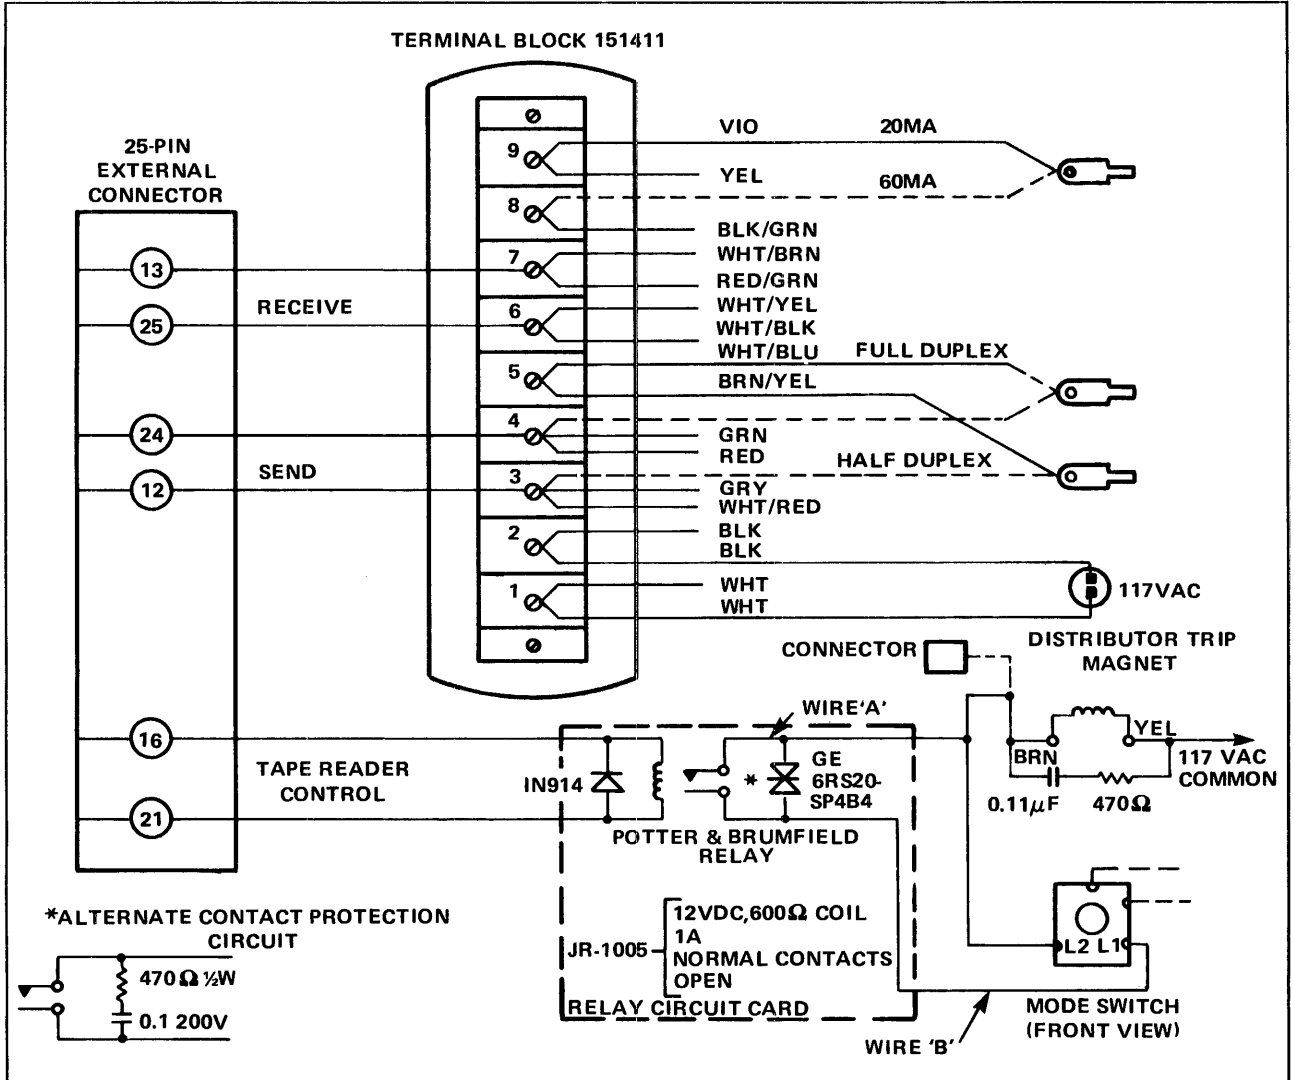 TERMINAL BLOCK 151411
25-PIN
EXTERNAL
CONNECTOR
13
25
24
12
16
21
RECEIVE
SEND
TAPE READER
CONTROL
9
8
7
6
5
4
3
2
1
VIO
20MA
YEL
60MA
BLK/GRN
WHT/BRN
RED/GRN
WHT/YEL
WHT/BLK
WHT/BLU
FULL DUPLEX
BRN/YEL
GRN
RED
HALF DUPLEX
GRY
WHT/RED
BLK
BLK
WHT
WHT
117VAC
CONNECTOR
DISTRIBUTOR TRIP
MAGNET
WIRE 'A'
BRN
YEL
117 VAC
COMMON
0.11μF
470Ω
IN914
*
GE
6RS20-
SP4B4
POTTER & BRUMFIELD
RELAY
JR-1005
12VDC,600Ω COIL
1A
NORMAL CONTACTS
OPEN
RELAY CIRCUIT CARD
L2 L1
MODE SWITCH
(FRONT VIEW)
WIRE 'B'
*ALTERNATE CONTACT PROTECTION
CIRCUIT
470Ω ½W
0.1 200V